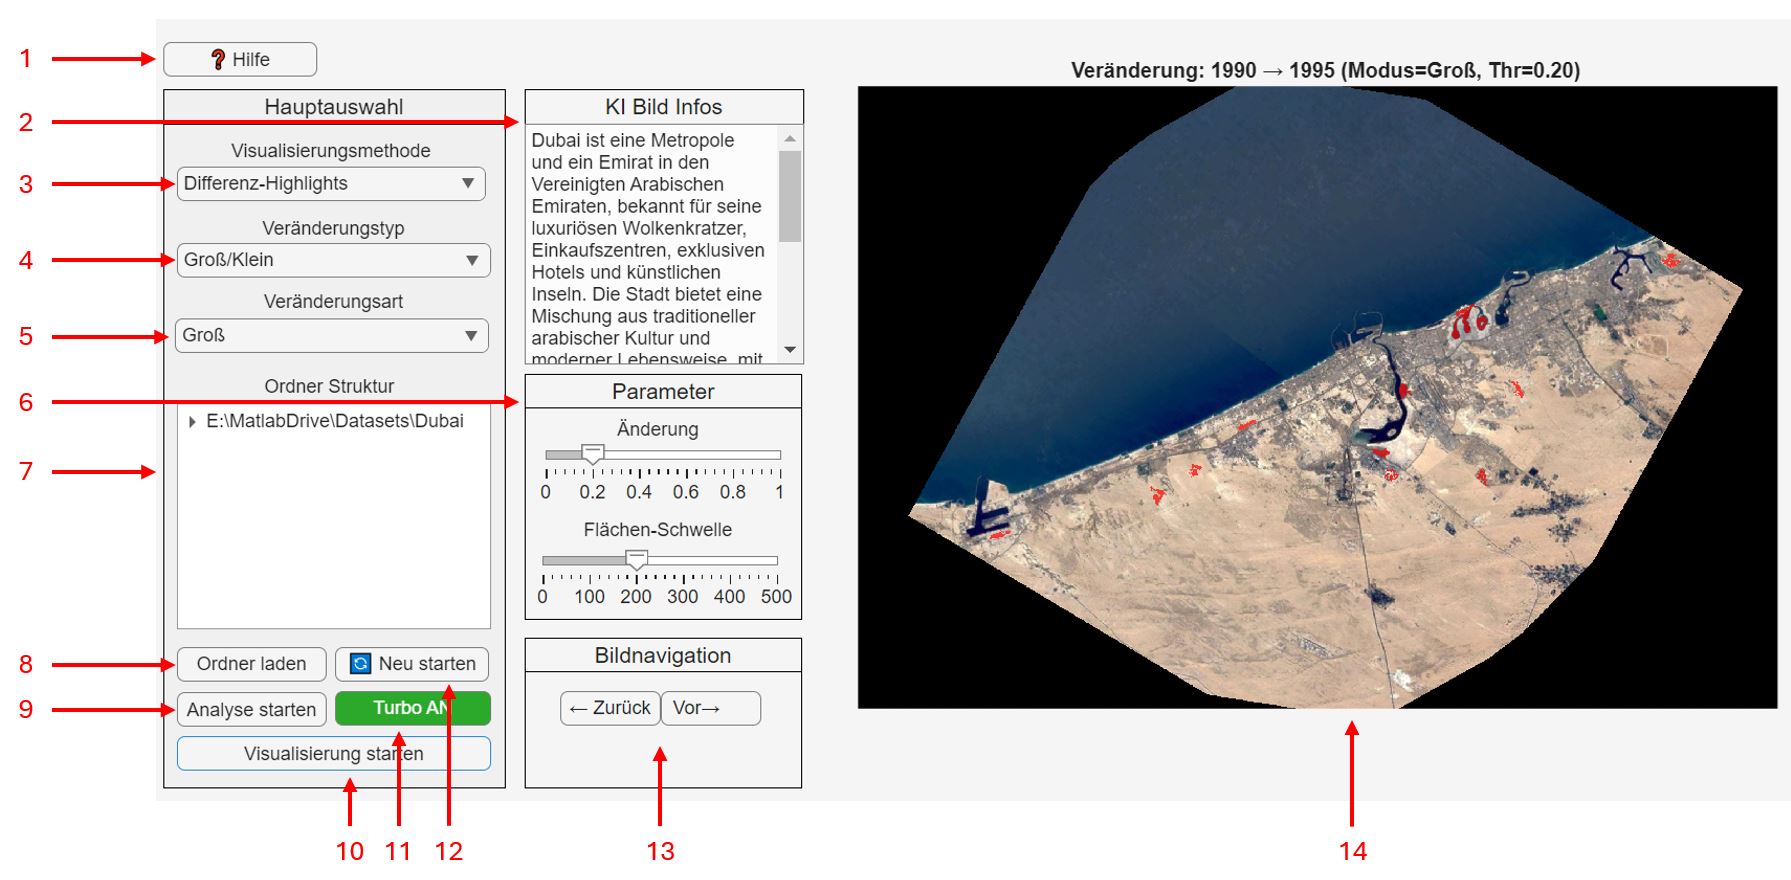 1
❓ Hilfe
Veränderung: 1990 → 1995 (Modus=Groß, Thr=0.20)
Hauptauswahl
2
Visualisierungsmethode
3
Differenz-Highlights
Veränderungstyp
4
Groß/Klein
Veränderungsart
5
Groß
Ordner Struktur
6
E:\MatlabDrive\Datasets\Dubai
7
8
Ordner laden
Neu starten
9
Analyse starten
Turbo AN
Visualisierung starten
KI Bild Infos
Dubai ist eine Metropole
und ein Emirat in den
Vereinigten Arabischen
Emiraten, bekannt für seine
luxuriösen Wolkenkratzer,
Einkaufszentren, exklusiven
Hotels und künstlichen
Inseln. Die Stadt bietet eine
Mischung aus traditioneller
arabischer Kultur und
moderner Lebensweise, mit
Parameter
Änderung
0 0.2 0.4 0.6 0.8 1
Flächen-Schwelle
0 100 200 300 400 500
Bildnavigation
← Zurück
Vor→
10 11 12 13 14